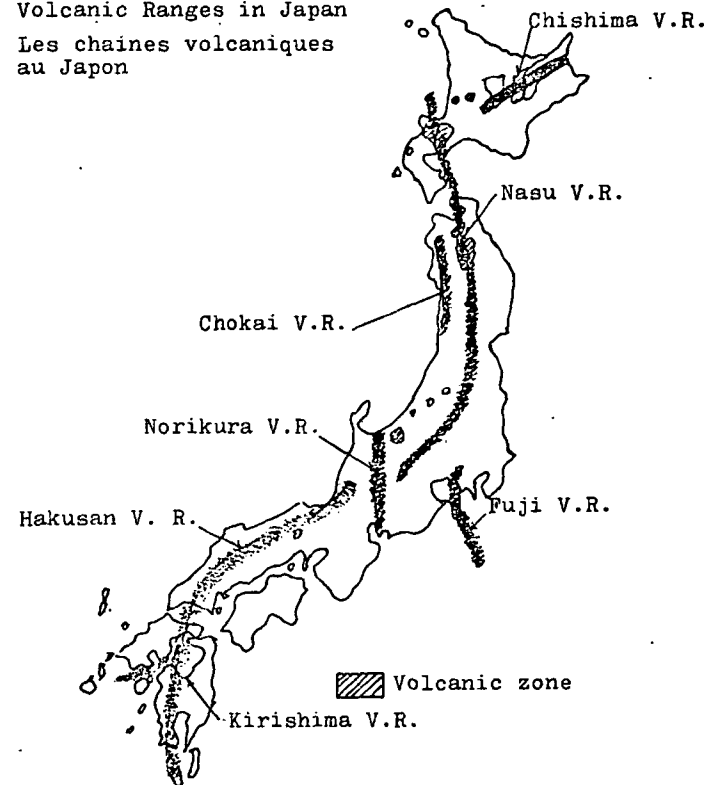 Volcanic Ranges in Japan
Les chaines volcaniques
au Japon
Chishima V.R.
Nasu V.R.
Chokai V.R.
Norikura V.R.
Fuji V.R.
Hakusan V. R.
Volcanic zone
Kirishima V.R.